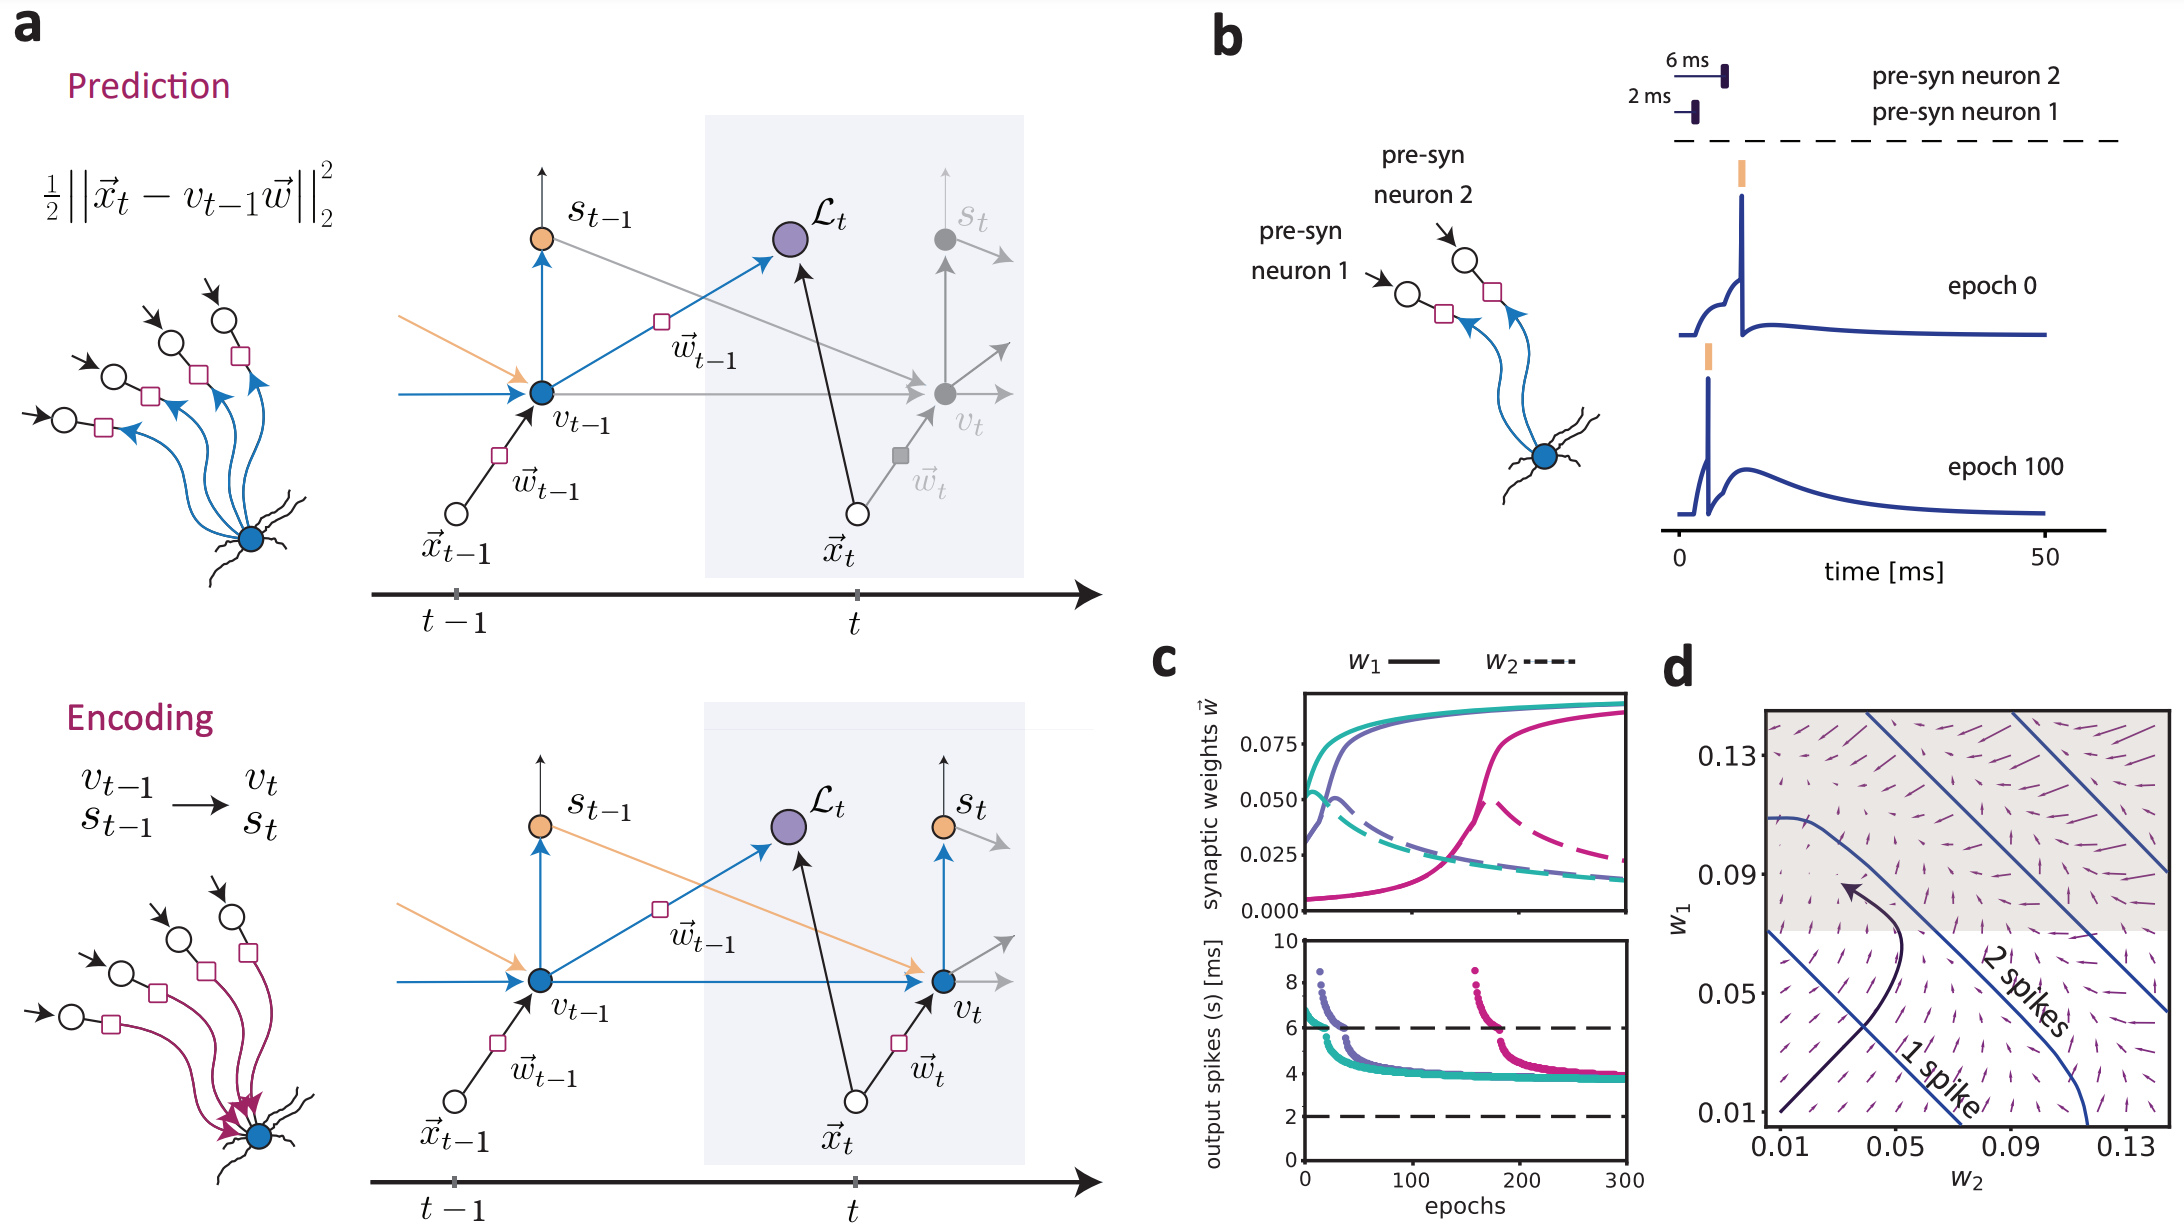 a
Prediction
½||x⃗ₜ − vₜ₋₁w⃗||₂²
sₜ₋₁
ℒₜ
sₜ
w⃗ₜ₋₁
vₜ₋₁
vₜ
w⃗ₜ₋₁
w⃗ₜ
x⃗ₜ₋₁
x⃗ₜ
t − 1
t
Encoding
vₜ₋₁ vₜ
sₜ₋₁ sₜ
sₜ₋₁
ℒₜ
sₜ
w⃗ₜ₋₁
vₜ₋₁
vₜ
w⃗ₜ₋₁
w⃗ₜ
x⃗ₜ₋₁
x⃗ₜ
t − 1
t
b
pre-syn
neuron 2
pre-syn
neuron 1
6 ms
pre-syn neuron 2
2 ms
pre-syn neuron 1
epoch 0
epoch 100
0
50
time [ms]
c
w₁
w₂
synaptic weights w⃗
0.075
0.050
0.025
0.000
output spikes (s) [ms]
10
8
6
4
2
0
0
100
200
300
epochs
d
w₁
0.13
0.09
0.05
0.01
2 spikes
1 spike
0.01
0.05
0.09
0.13
w₂